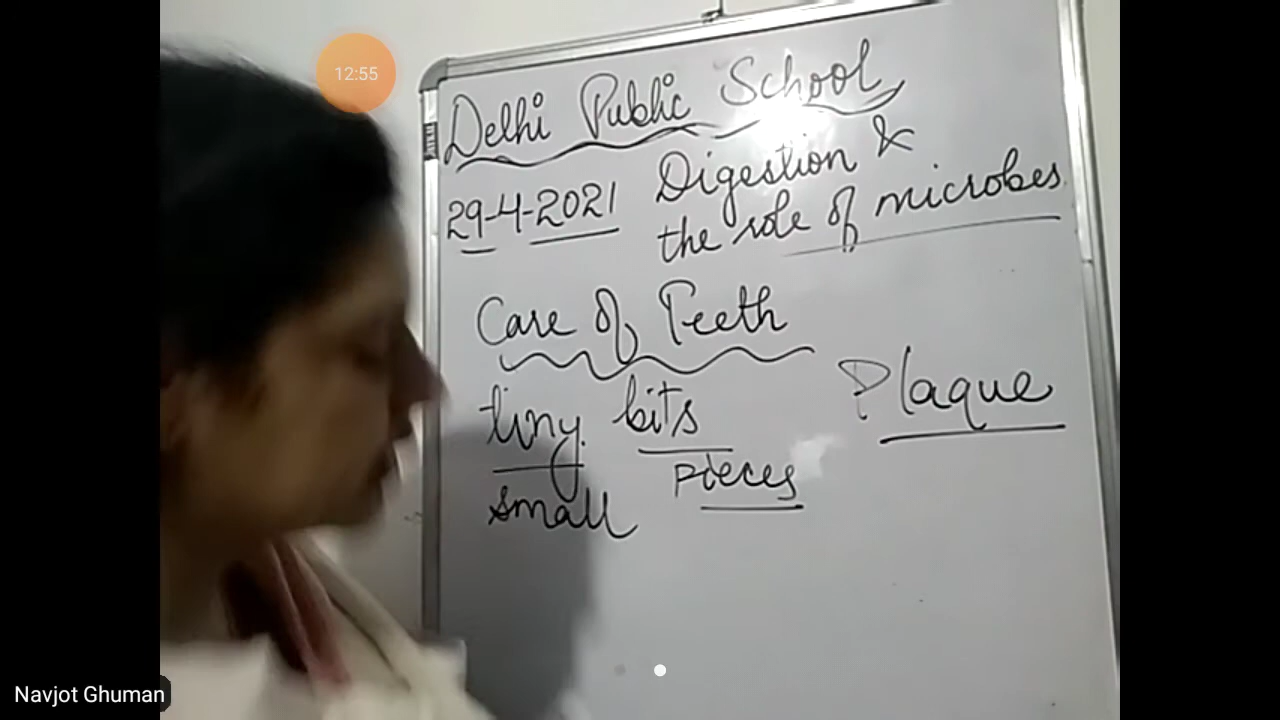 12:55
Delhi Public School
29-4-2021 Digestion &
the role of microbes
Care of Teeth
tiny bits Plaque
small pieces
Navjot Ghuman